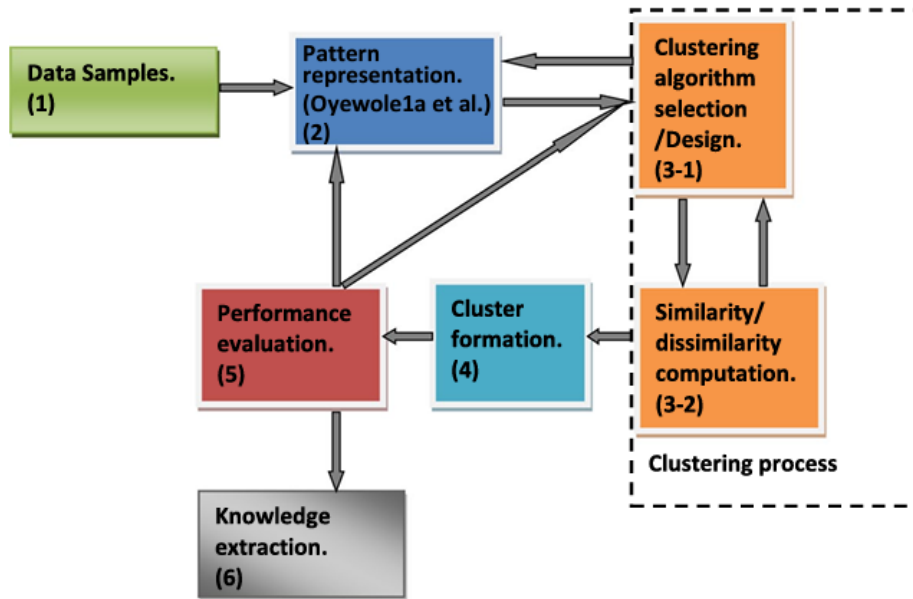 Data Samples.
(1)
Pattern
representation.
(Oyewole1a et al.)
(2)
Clustering
algorithm
selection
/Design.
(3-1)
Performance
evaluation.
(5)
Cluster
formation.
(4)
Similarity/
dissimilarity
computation.
(3-2)
Clustering process
Knowledge
extraction.
(6)